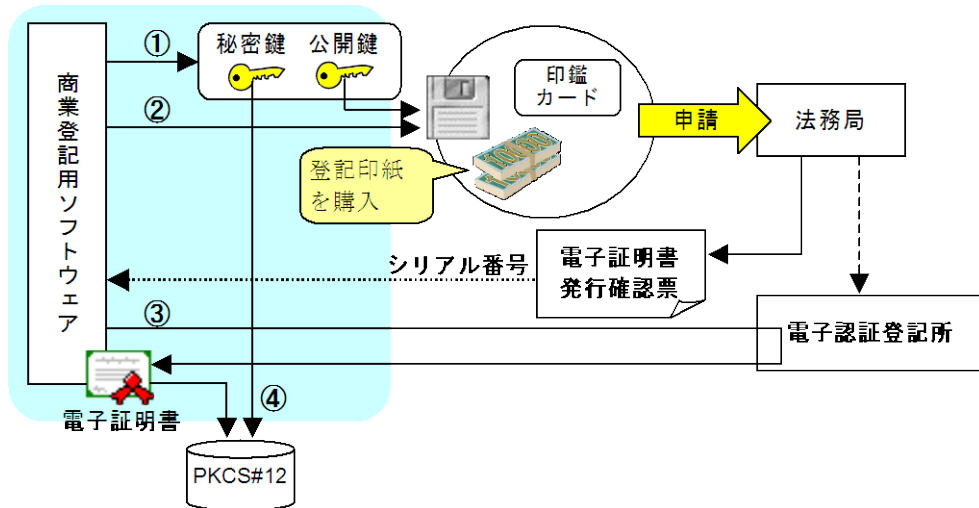 商業登記用ソフトウェア
①
秘密鍵
公開鍵
②
印鑑
カード
申請
法務局
登記印紙
を購入
シリアル番号
電子証明書
発行確認票
③
電子認証登記所
電子証明書
④
PKCS#12